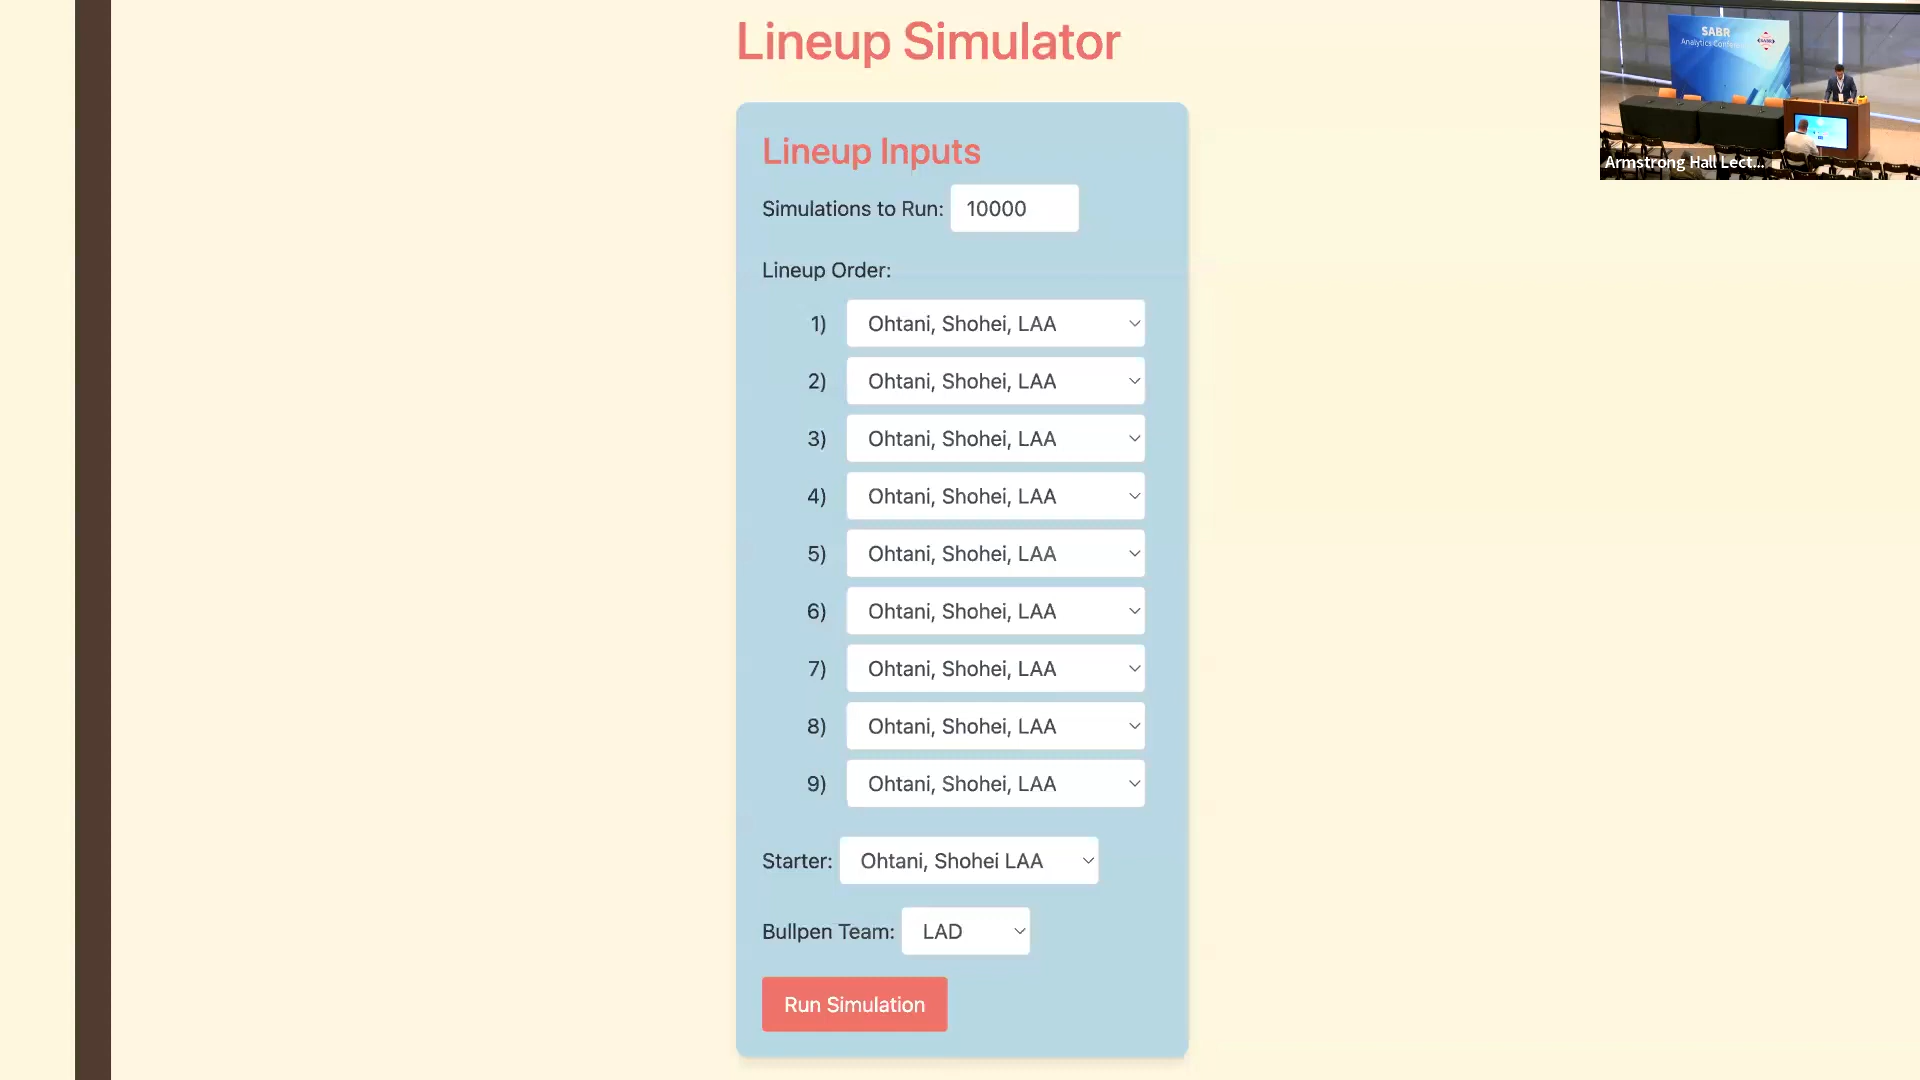 Lineup Simulator
Lineup Inputs
Simulations to Run: 10000
Lineup Order:
1) Ohtani, Shohei, LAA
2) Ohtani, Shohei, LAA
3) Ohtani, Shohei, LAA
4) Ohtani, Shohei, LAA
5) Ohtani, Shohei, LAA
6) Ohtani, Shohei, LAA
7) Ohtani, Shohei, LAA
8) Ohtani, Shohei, LAA
9) Ohtani, Shohei, LAA
Starter: Ohtani, Shohei LAA
Bullpen Team: LAD
Run Simulation
SABR
Analytics
Armstrong Hall Lect...